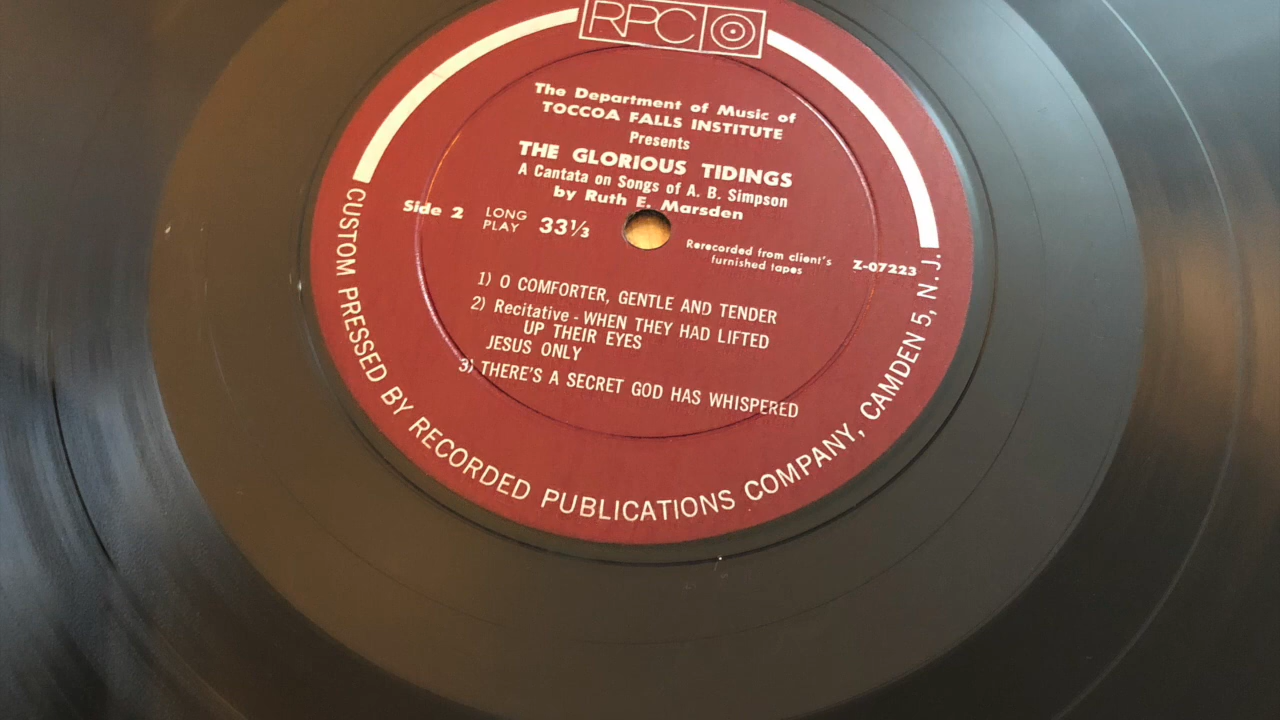 RPC
The Department of Music of
TOCCOA FALLS INSTITUTE
Presents
THE GLORIOUS TIDINGS
A Cantata on Songs of A. B. Simpson
by Ruth E. Marsden
Side 2
LONG
PLAY
33⅓
Rerecorded from client's
furnished tapes
Z-07223
1) O COMFORTER, GENTLE AND TENDER
2) Recitative - WHEN THEY HAD LIFTED
UP THEIR EYES
JESUS ONLY
3) THERE'S A SECRET GOD HAS WHISPERED
CUSTOM PRESSED BY RECORDED PUBLICATIONS COMPANY, CAMDEN 5, N. J.